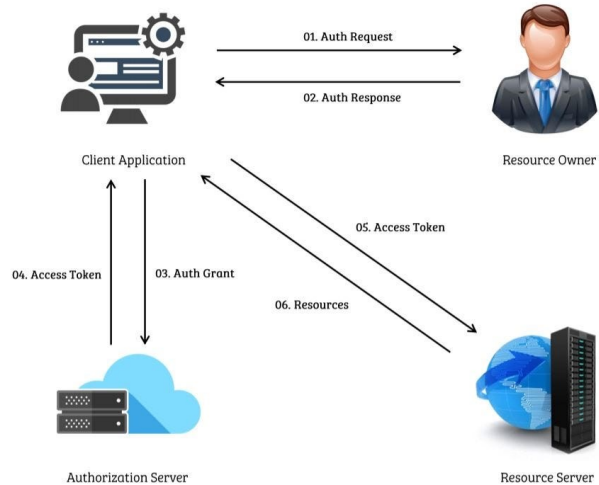 01. Auth Request
02. Auth Response
Client Application
Resource Owner
05. Access Token
04. Access Token
03. Auth Grant
06. Resources
Authorization Server
Resource Server